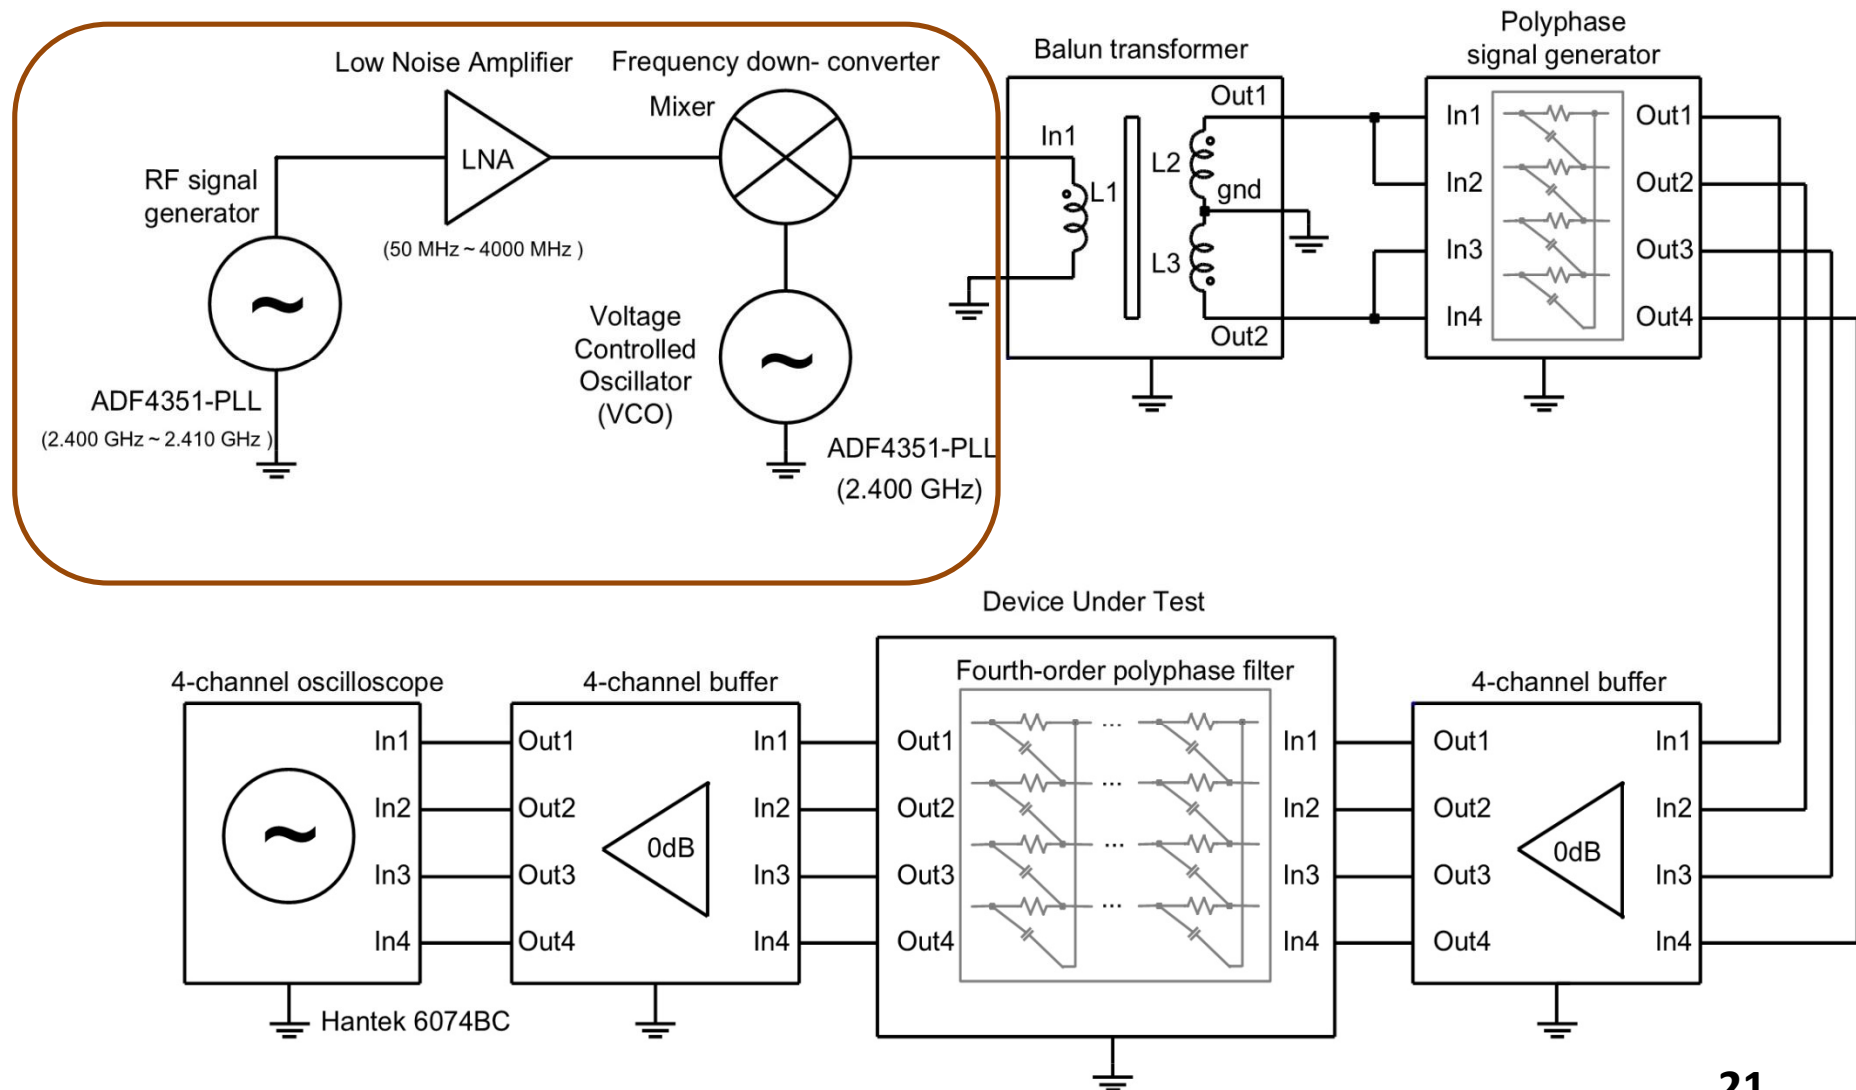 Low Noise Amplifier
Frequency down- converter
Mixer
LNA
(50 MHz ~ 4000 MHz )
RF signal
generator
~
ADF4351-PLL
(2.400 GHz ~ 2.410 GHz )
Voltage
Controlled
Oscillator
(VCO)
~
ADF4351-PLL
(2.400 GHz)
Balun transformer
In1
L1
Out1
L2
gnd
L3
Out2
Polyphase
signal generator
In1
In2
In3
In4
Out1
Out2
Out3
Out4
Device Under Test
4-channel oscilloscope
~
In1
In2
In3
In4
Hantek 6074BC
4-channel buffer
Out1
Out2
Out3
Out4
0dB
In1
In2
In3
In4
Fourth-order polyphase filter
Out1
Out2
Out3
Out4
...
...
...
...
In1
In2
In3
In4
4-channel buffer
Out1
Out2
Out3
Out4
0dB
In1
In2
In3
In4
21